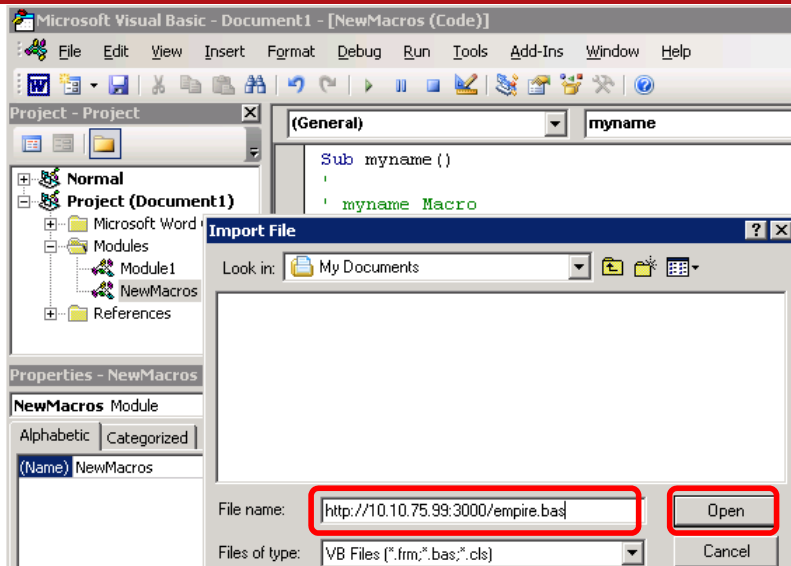 Microsoft Visual Basic - Document1 - [NewMacros (Code)]
File Edit View Insert Format Debug Run Tools Add-Ins Window Help
Project - Project
(General) myname
Normal
Project (Document1)
Microsoft Word
Modules
Module1
NewMacros
References
Sub myname()
'
' myname Macro
Import File
Look in: My Documents
Properties - NewMacros
NewMacros Module
Alphabetic Categorized
(Name) NewMacros
File name: http://10.10.75.99:3000/empire.bas Open
Files of type: VB Files (*.frm;*.bas;*.cls) Cancel